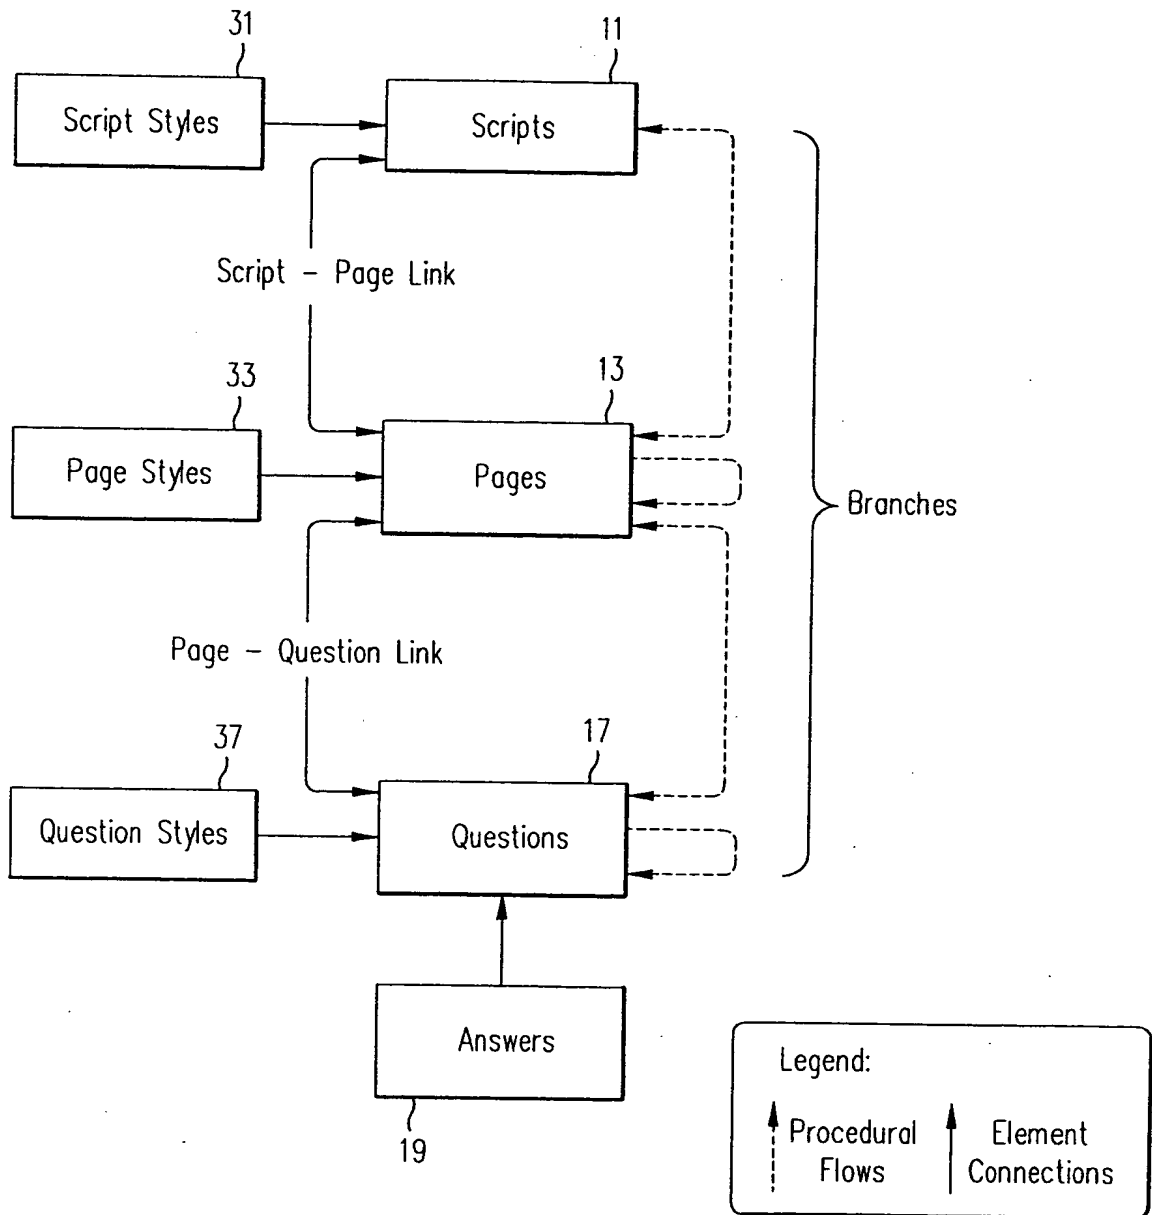 31
11
Script Styles
Scripts
Script – Page Link
33
13
Page Styles
Pages
Branches
Page – Question Link
37
17
Question Styles
Questions
Answers
19
Legend:
Procedural
Flows
Element
Connections